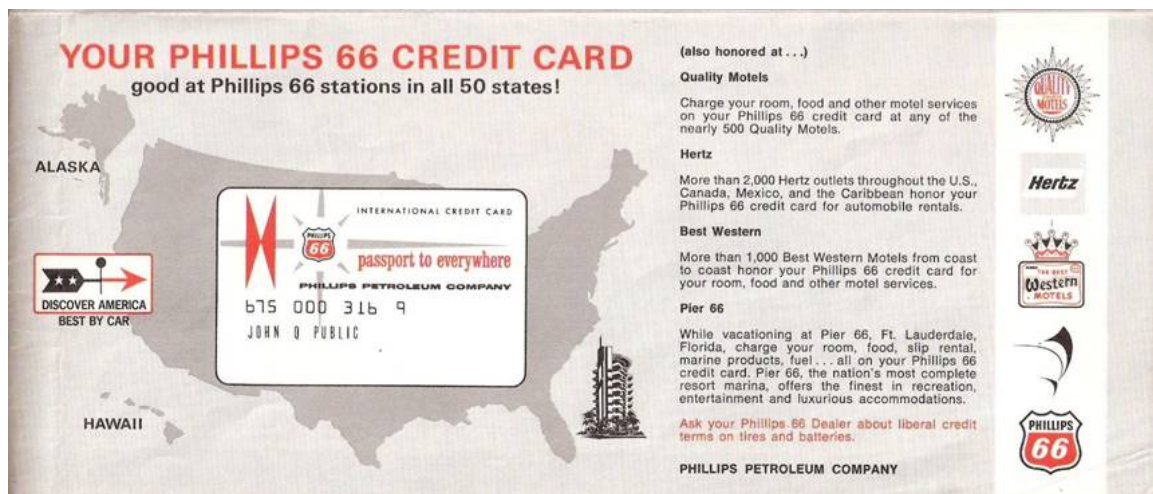 YOUR PHILLIPS 66 CREDIT CARD
good at Phillips 66 stations in all 50 states!
ALASKA
INTERNATIONAL CREDIT CARD
PHILLIPS
66
passport to everywhere
PHILLIPS PETROLEUM COMPANY
675 000 316 9
JOHN Q PUBLIC
DISCOVER AMERICA
BEST BY CAR
HAWAII
(also honored at...)
Quality Motels
Charge your room, food and other motel services
on your Phillips 66 credit card at any of the
nearly 500 Quality Motels.
Hertz
More than 2,000 Hertz outlets throughout the U.S.,
Canada, Mexico, and the Caribbean honor your
Phillips 66 credit card for automobile rentals.
Best Western
More than 1,000 Best Western Motels from coast
to coast honor your Phillips 66 credit card for
your room, food and other motel services.
Pier 66
While vacationing at Pier 66, Ft. Lauderdale,
Florida, charge your room, food, slip rental,
marine products, fuel...all on your Phillips 66
credit card. Pier 66, the nation's most complete
resort marina, offers the finest in recreation,
entertainment and luxurious accommodations.
Ask your Phillips 66 Dealer about liberal credit
terms on tires and batteries.
PHILLIPS PETROLEUM COMPANY
QUALITY
MOTELS
Hertz
THE BEST
Western
MOTELS
PHILLIPS
66